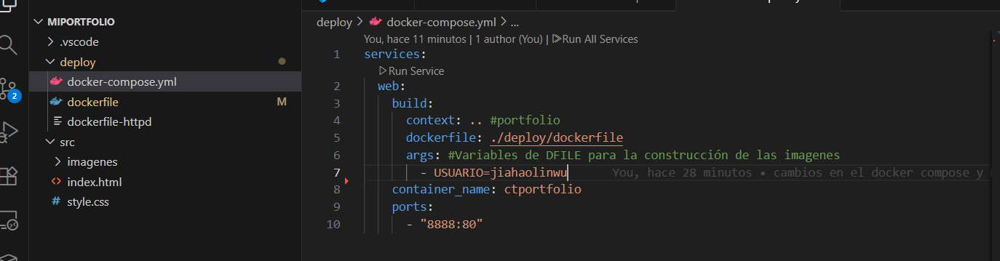 MIPORTFOLIO
.vscode
deploy
docker-compose.yml
dockerfile M
dockerfile-httpd
src
imagenes
index.html
style.css
2
deploy > docker-compose.yml > ...
You, hace 11 minutos | 1 author (You) | Run All Services
1 services:
Run Service
2 web:
3 build:
4 context: .. #portfolio
5 dockerfile: ./deploy/dockerfile
6 args: #Variables de DFILE para la construcción de las imagenes
7 - USUARIO=jiahaolinwu You, hace 28 minutos • cambios en el docker compose y
8 container_name: ctportfolio
9 ports:
10 - "8888:80"